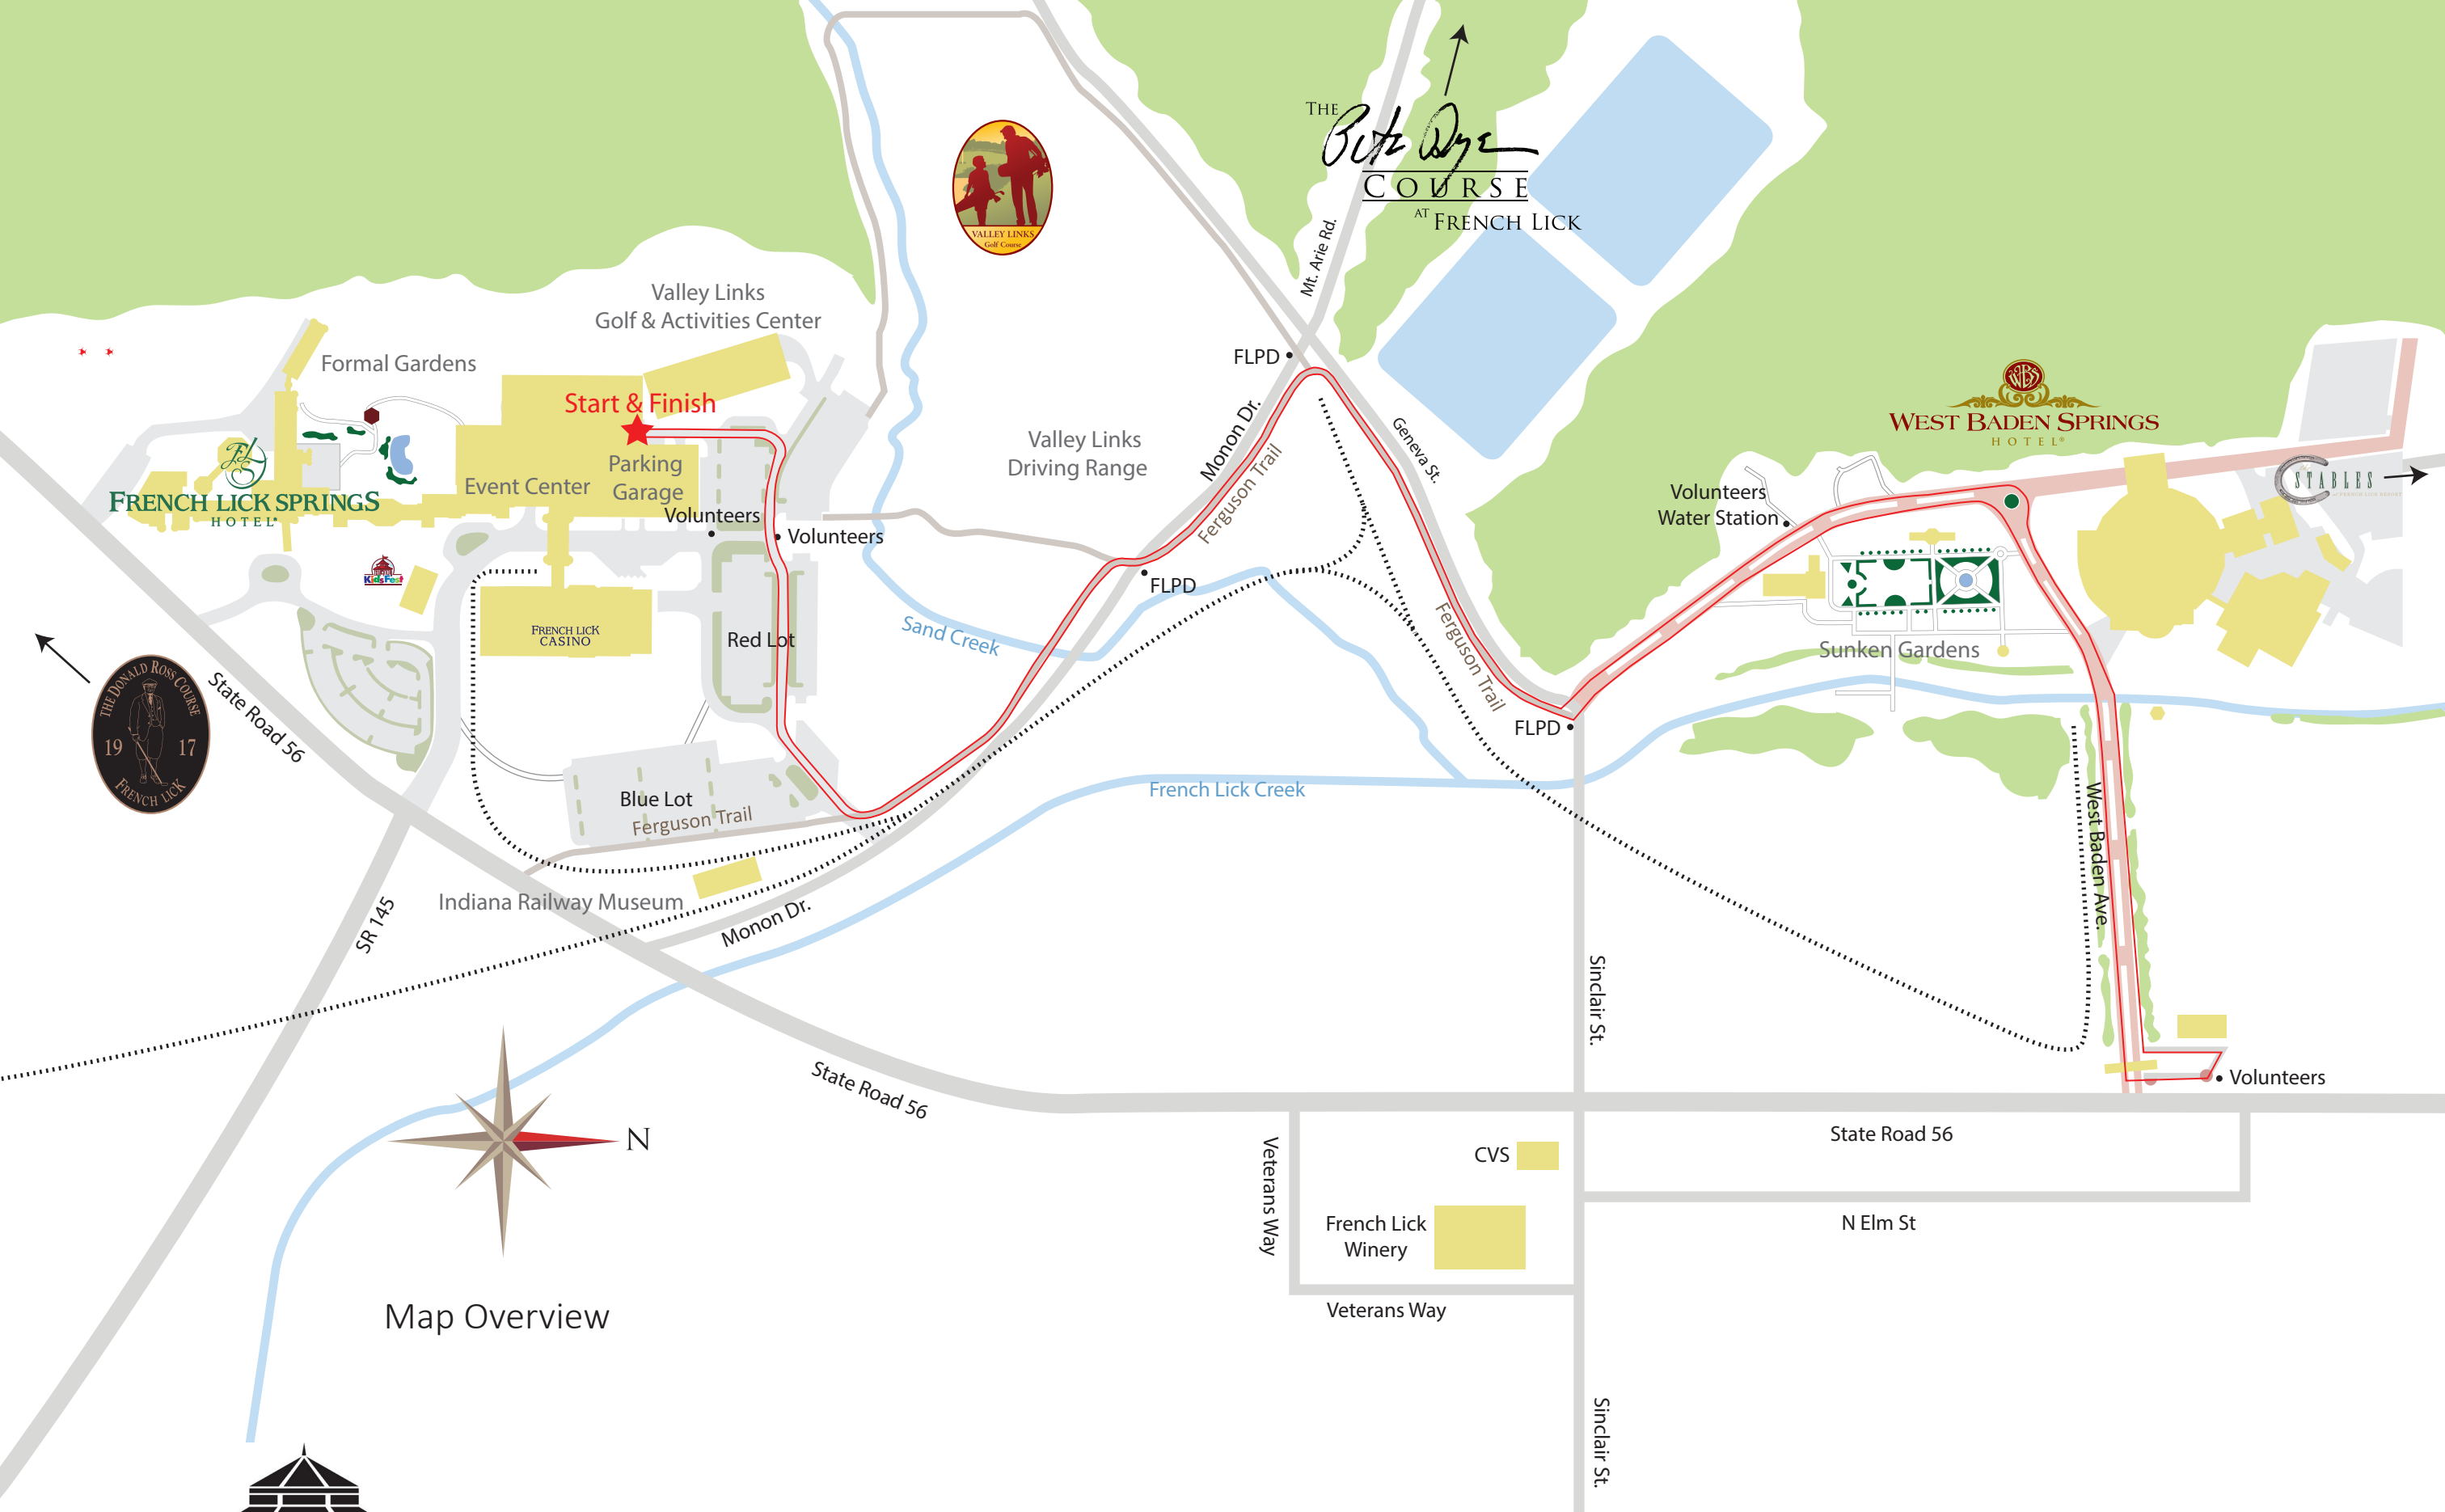 THE
Pete Dye
COURSE
AT FRENCH LICK
Mt. Arie Rd.
VALLEY LINKS
Golf Course
Valley Links
Golf & Activities Center
Formal Gardens
FLPD
Start & Finish
Monon Dr.
Geneva St.
WBS
WEST BADEN SPRINGS
HOTEL®
Valley Links
Driving Range
Ferguson Trail
Parking
Garage
Event Center
FLS
FRENCH LICK SPRINGS
HOTEL®
STABLES
Volunteers
Water Station
Volunteers
Volunteers
FLPD
KidsFest
FRENCH LICK
CASINO
Red Lot
Sand Creek
Ferguson Trail
Sunken Gardens
THE DONALD ROSS COURSE
19 17
FRENCH LICK
State Road 56
FLPD
Blue Lot
Ferguson Trail
French Lick Creek
West Baden Ave.
Indiana Railway Museum
Monon Dr.
SR 145
Sinclair St.
State Road 56
Volunteers
N
State Road 56
Veterans Way
CVS
French Lick
Winery
N Elm St
Map Overview
Veterans Way
Sinclair St.